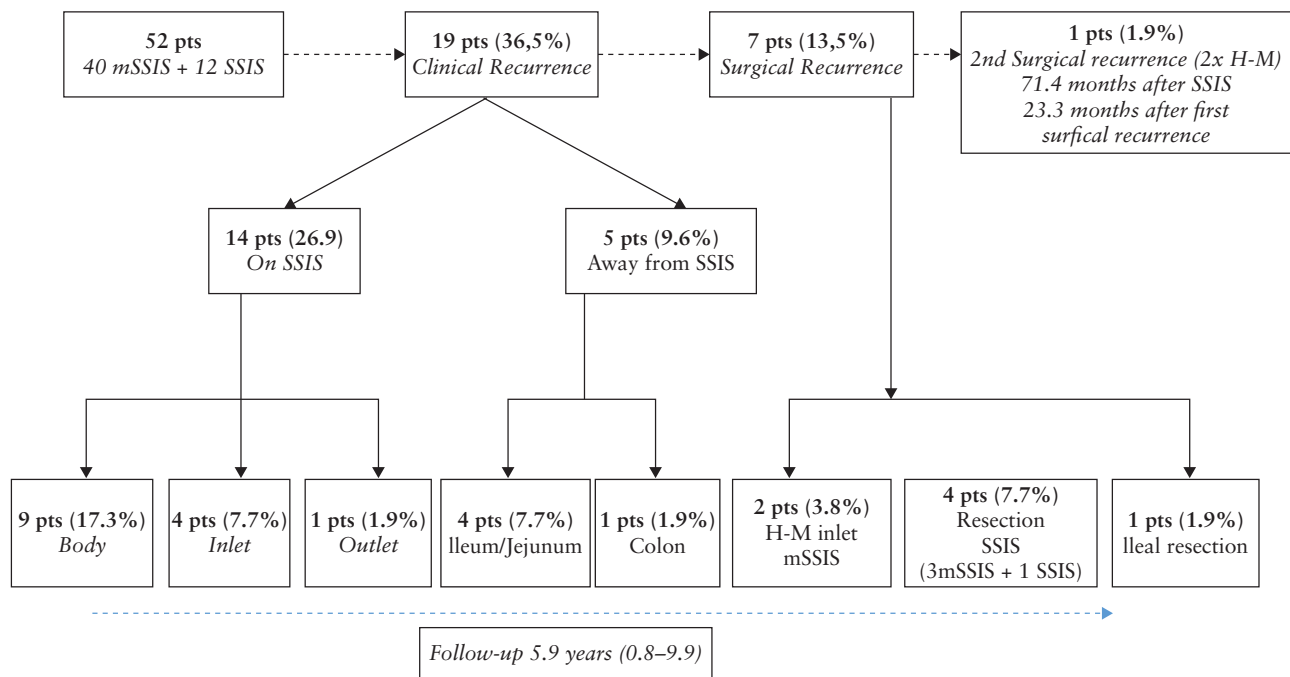 52 pts
40 mSSIS + 12 SSIS
19 pts (36,5%)
Clinical Recurrence
7 pts (13,5%)
Surgical Recurrence
1 pts (1.9%)
2nd Surgical recurrence (2x H-M)
71.4 months after SSIS
23.3 months after first
surfical recurrence
14 pts (26.9)
On SSIS
5 pts (9.6%)
Away from SSIS
9 pts (17.3%)
Body
4 pts (7.7%)
Inlet
1 pts (1.9%)
Outlet
4 pts (7.7%)
lleum/Jejunum
1 pts (1.9%)
Colon
2 pts (3.8%)
H-M inlet
mSSIS
4 pts (7.7%)
Resection
SSIS
(3mSSIS + 1 SSIS)
1 pts (1.9%)
lleal resection
Follow-up 5.9 years (0.8–9.9)